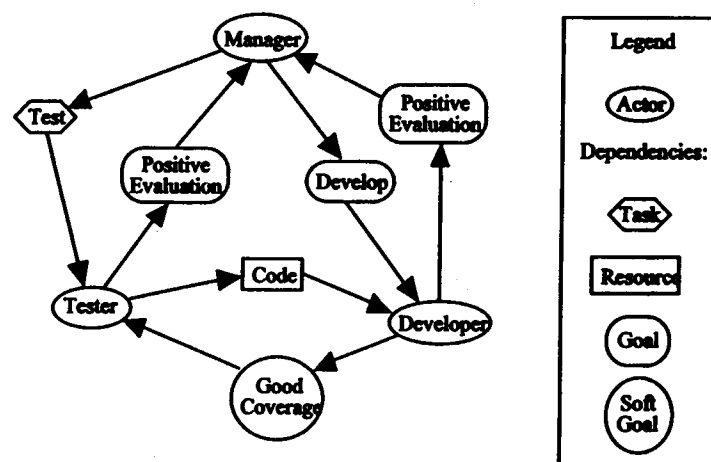 Manager
Test
Positive
Evaluation
Positive
Evaluation
Develop
Code
Tester
Developer
Good
Coverage
Legend
Actor
Dependencies:
Task
Resource
Goal
Soft
Goal